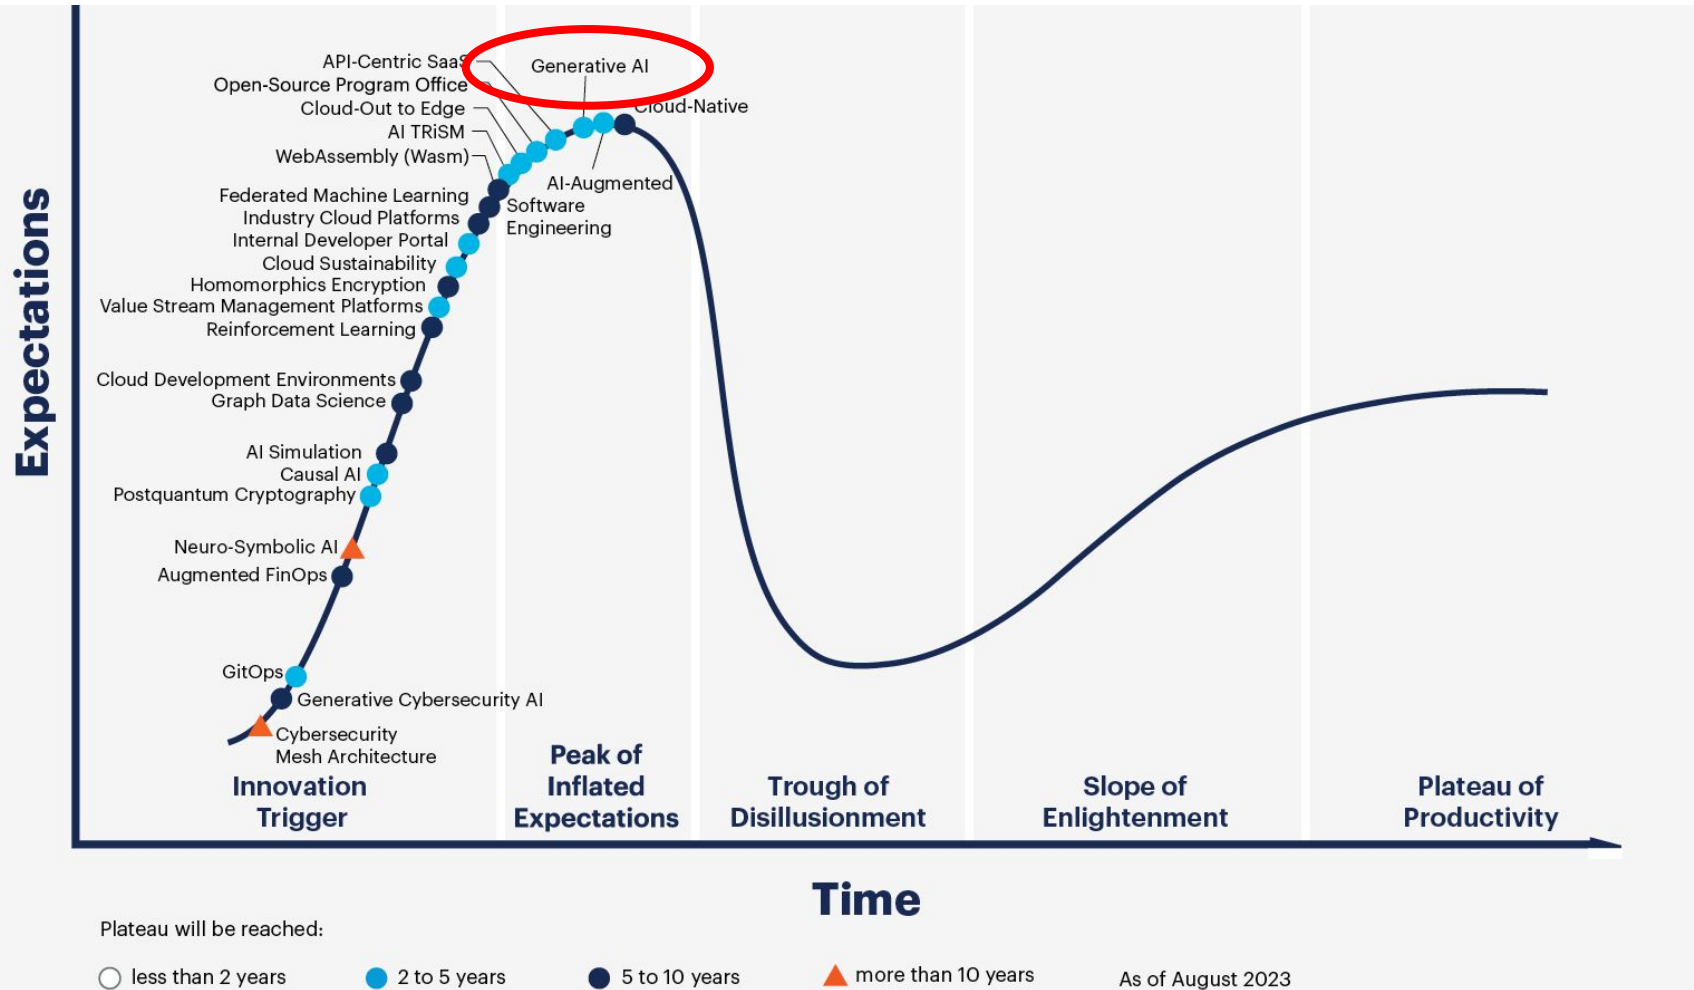 API-Centric SaaS
Generative AI
Open-Source Program Office
Cloud-Out to Edge
Cloud-Native
AI TRiSM
WebAssembly (Wasm)
AI-Augmented
Software
Engineering
Federated Machine Learning
Industry Cloud Platforms
Internal Developer Portal
Cloud Sustainability
Homomorphics Encryption
Value Stream Management Platforms
Reinforcement Learning
Cloud Development Environments
Graph Data Science
AI Simulation
Causal AI
Postquantum Cryptography
Neuro-Symbolic AI
Augmented FinOps
GitOps
Generative Cybersecurity AI
Cybersecurity
Mesh Architecture
Expectations
Innovation
Trigger
Peak of
Inflated
Expectations
Trough of
Disillusionment
Slope of
Enlightenment
Plateau of
Productivity
Time
Plateau will be reached:
less than 2 years
2 to 5 years
5 to 10 years
more than 10 years
As of August 2023